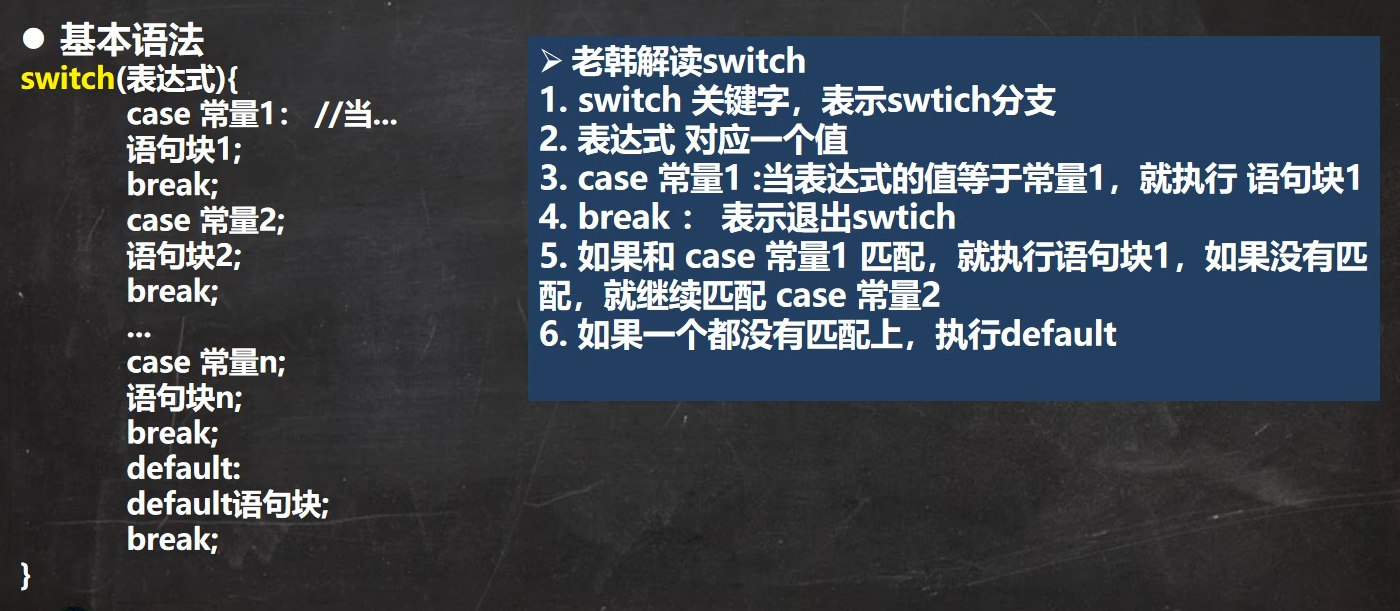 ● 基本语法
switch(表达式){
case 常量1： //当...
语句块1;
break;
case 常量2;
语句块2;
break;
...
case 常量n;
语句块n;
break;
default:
default语句块;
break;
}
➢ 老韩解读switch
1. switch 关键字，表示swtich分支
2. 表达式 对应一个值
3. case 常量1 :当表达式的值等于常量1，就执行 语句块1
4. break ： 表示退出swtich
5. 如果和 case 常量1 匹配，就执行语句块1，如果没有匹
配，就继续匹配 case 常量2
6. 如果一个都没有匹配上，执行default